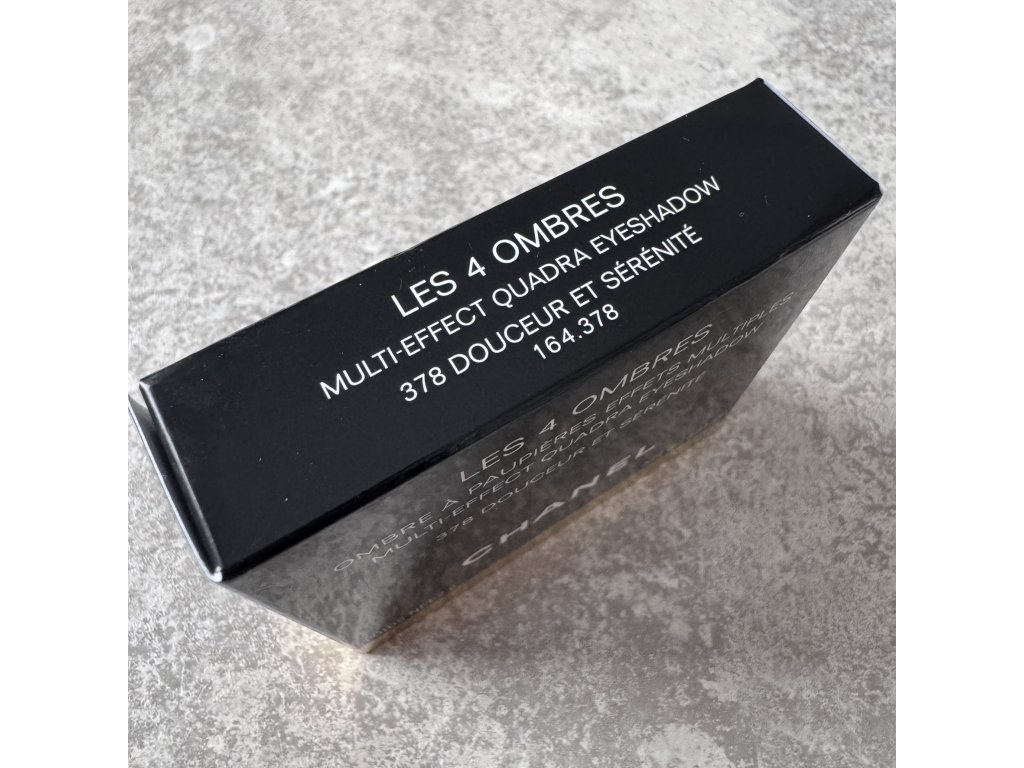 LES 4 OMBRES
MULTI-EFFECT QUADRA EYESHADOW
378 DOUCEUR ET SÉRÉNITÉ
164.378
LES 4 OMBRES
OMBRE À PAUPIÈRES EFFETS MULTIPLES
MULTI-EFFECT QUADRA EYESHADOW
378 DOUCEUR ET SÉRÉNITÉ
CHANEL